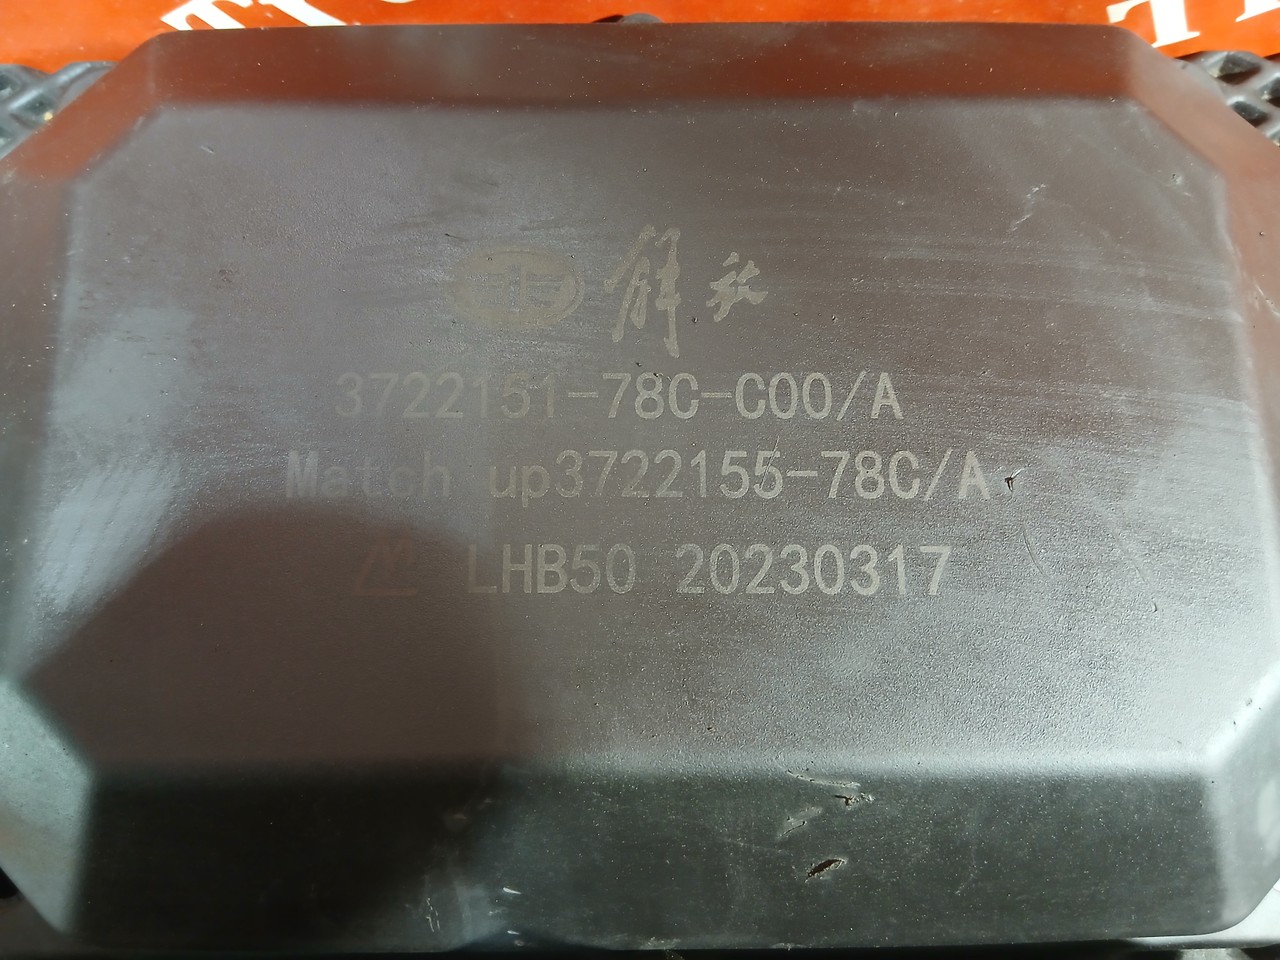 解放
3722151-78C-C00/A
Match up3722155-78C/A
LHB50 20230317